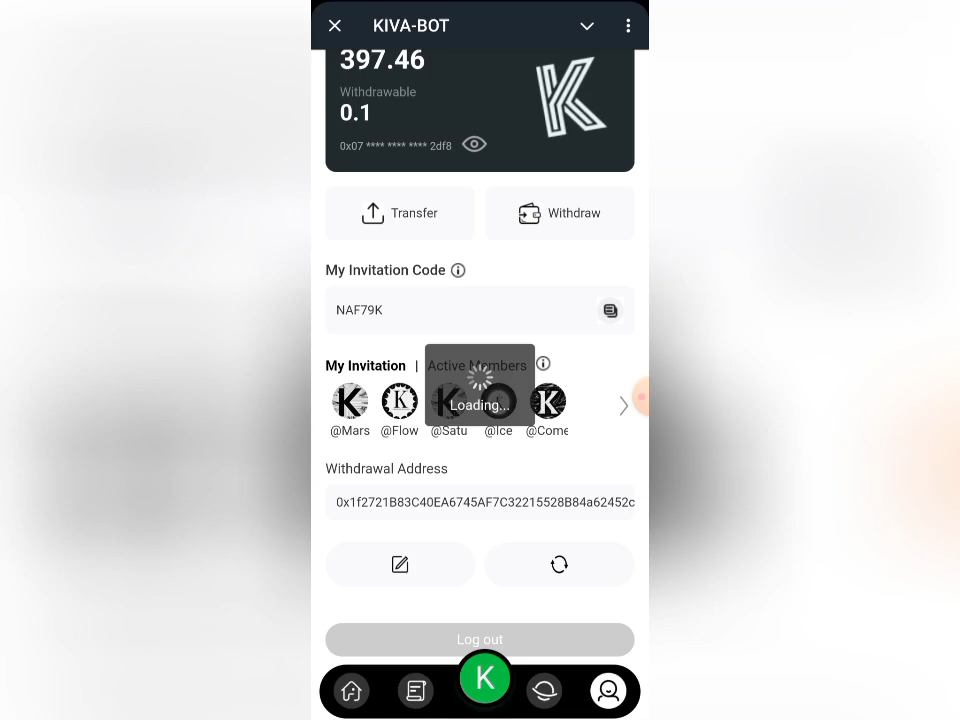 KIVA-BOT
397.46
Withdrawable
0.1
0x07 **** **** **** 2df8
Transfer
Withdraw
My Invitation Code
NAF79K
My Invitation | Active Members
Loading...
@Mars @Flow @Satu @Ice @Come
Withdrawal Address
0x1f2721B83C40EA6745AF7C32215528B84a62452c
Log out
K